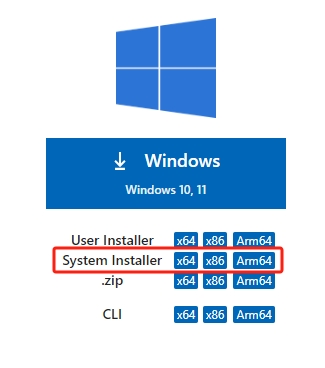 Windows
Windows 10, 11
User Installer x64 x86 Arm64
System Installer x64 x86 Arm64
.zip x64 x86 Arm64
CLI x64 x86 Arm64